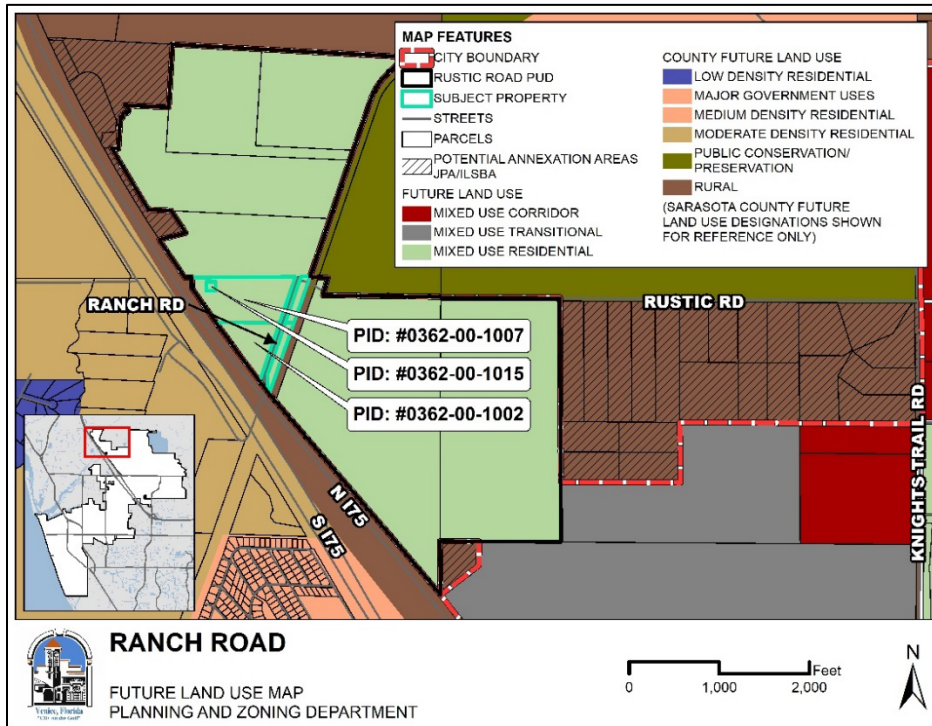 MAP FEATURES
CITY BOUNDARY
RUSTIC ROAD PUD
SUBJECT PROPERTY
STREETS
PARCELS
POTENTIAL ANNEXATION AREAS
JPA/ILSBA
FUTURE LAND USE
MIXED USE CORRIDOR
MIXED USE TRANSITIONAL
MIXED USE RESIDENTIAL
COUNTY FUTURE LAND USE
LOW DENSITY RESIDENTIAL
MAJOR GOVERNMENT USES
MEDIUM DENSITY RESIDENTIAL
MODERATE DENSITY RESIDENTIAL
PUBLIC CONSERVATION/
PRESERVATION
RURAL
(SARASOTA COUNTY FUTURE
LAND USE DESIGNATIONS SHOWN
FOR REFERENCE ONLY)
RANCH RD
RUSTIC RD
PID: #0362-00-1007
PID: #0362-00-1015
PID: #0362-00-1002
N I75
S I75
KNIGHTS TRAIL RD
RANCH ROAD
FUTURE LAND USE MAP
PLANNING AND ZONING DEPARTMENT
Venice, Florida
"City on the Gulf"
Feet
0 1,000 2,000
N